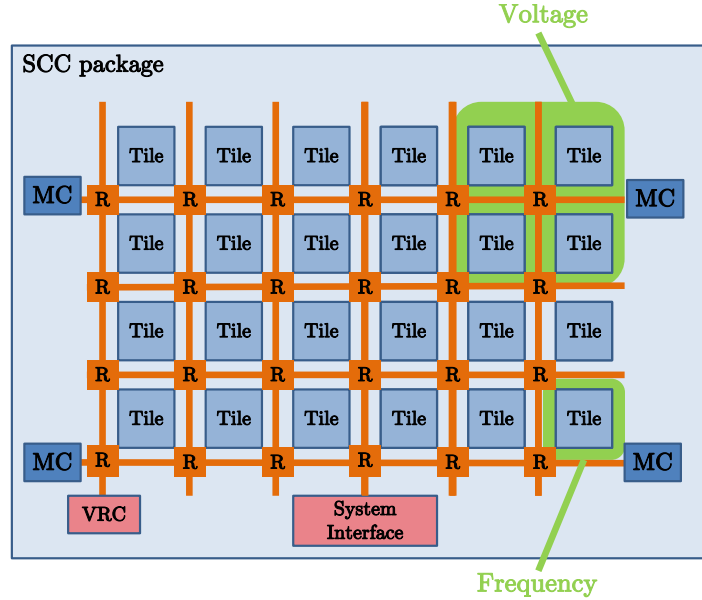 Voltage
SCC package
Tile Tile Tile Tile Tile Tile
MC R R R R R R MC
Tile Tile Tile Tile Tile Tile
R R R R R R
Tile Tile Tile Tile Tile Tile
R R R R R R
Tile Tile Tile Tile Tile Tile
MC R R R R R R MC
VRC
System
Interface
Frequency